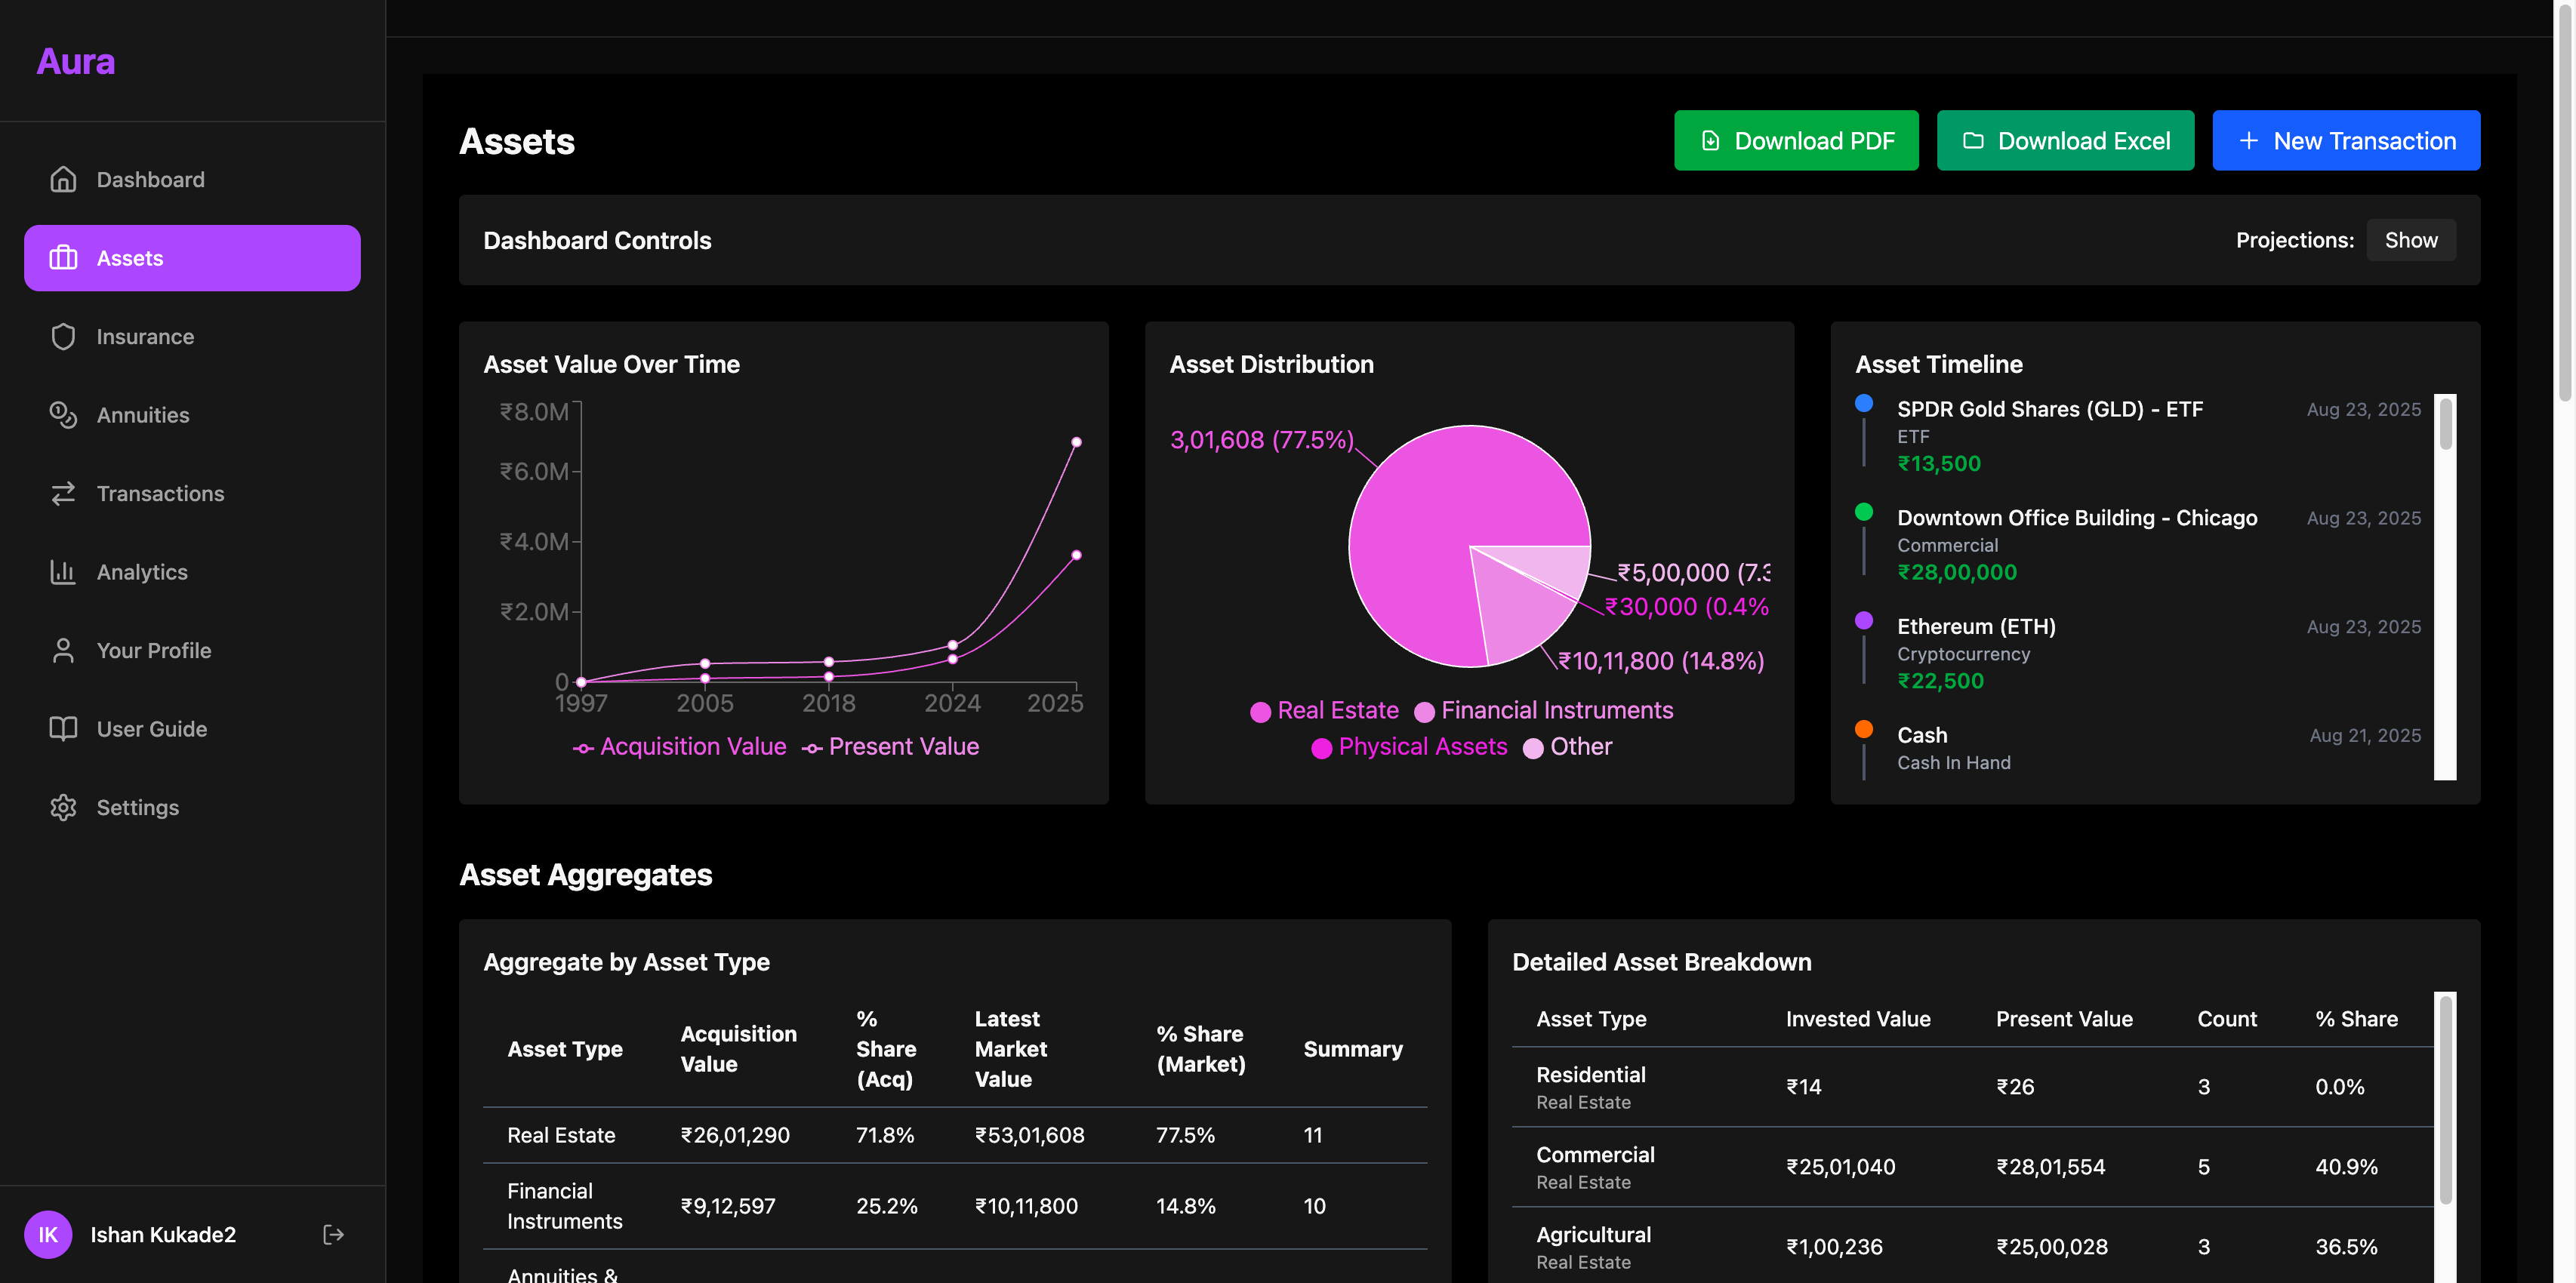 Aura
Dashboard
Assets
Insurance
Annuities
Transactions
Analytics
Your Profile
User Guide
Settings
IK
Ishan Kukade2
Assets
Download PDF
Download Excel
New Transaction
Dashboard Controls
Projections:
Show
Asset Value Over Time
₹8.0M
₹6.0M
₹4.0M
₹2.0M
0
1997
2005
2018
2024
2025
Acquisition Value
Present Value
Asset Distribution
3,01,608 (77.5%)
₹5,00,000 (7.3
₹30,000 (0.4%
₹10,11,800 (14.8%)
Real Estate
Financial Instruments
Physical Assets
Other
Asset Timeline
SPDR Gold Shares (GLD) - ETF
Aug 23, 2025
ETF
₹13,500
Downtown Office Building - Chicago
Aug 23, 2025
Commercial
₹28,00,000
Ethereum (ETH)
Aug 23, 2025
Cryptocurrency
₹22,500
Cash
Aug 21, 2025
Cash In Hand
Asset Aggregates
Aggregate by Asset Type
Asset Type
Acquisition
Value
%
Share
(Acq)
Latest
Market
Value
% Share
(Market)
Summary
Real Estate
₹26,01,290
71.8%
₹53,01,608
77.5%
11
Financial
Instruments
₹9,12,597
25.2%
₹10,11,800
14.8%
10
Annuities &
Detailed Asset Breakdown
Asset Type
Invested Value
Present Value
Count
% Share
Residential
Real Estate
₹14
₹26
3
0.0%
Commercial
Real Estate
₹25,01,040
₹28,01,554
5
40.9%
Agricultural
Real Estate
₹1,00,236
₹25,00,028
3
36.5%